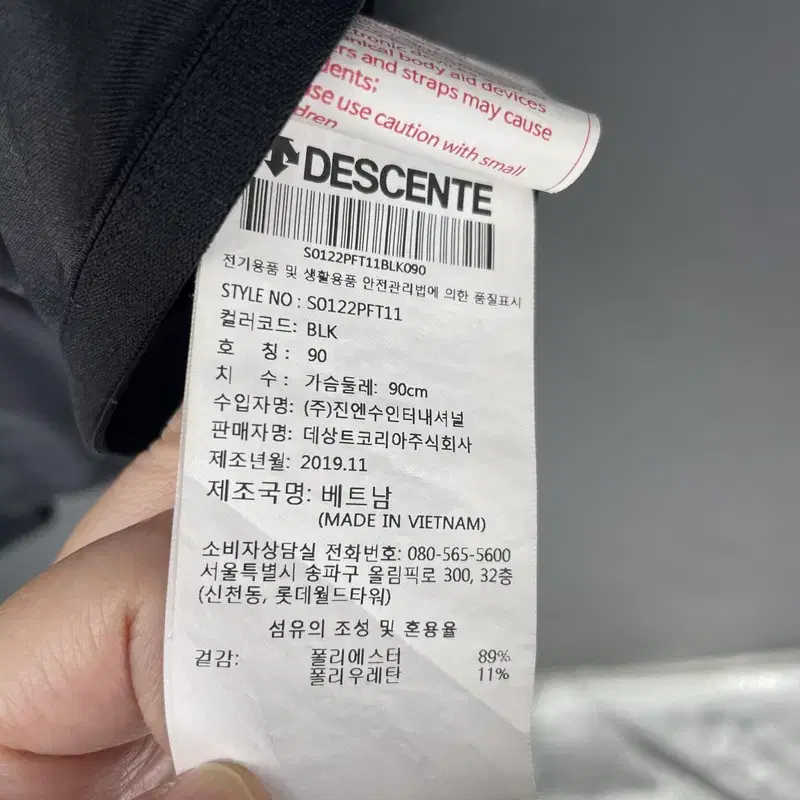 body aid devices
and straps may cause
use caution with small
DESCENTE
S0122PFT11BLK090
전기용품 및 생활용품 안전관리법에 의한 품질표시
STYLE NO : S0122PFT11
컬러코드: BLK
호 칭 : 90
치 수 : 가슴둘레: 90cm
수입자명: (주)진엔수인터내셔널
판매자명: 데상트코리아주식회사
제조년월: 2019.11
제조국명: 베트남
(MADE IN VIETNAM)
소비자상담실 전화번호: 080-565-5600
서울특별시 송파구 올림픽로 300, 32층
(신천동, 롯데월드타워)
섬유의 조성 및 혼용율
겉감: 폴리에스터 89%
폴리우레탄 11%